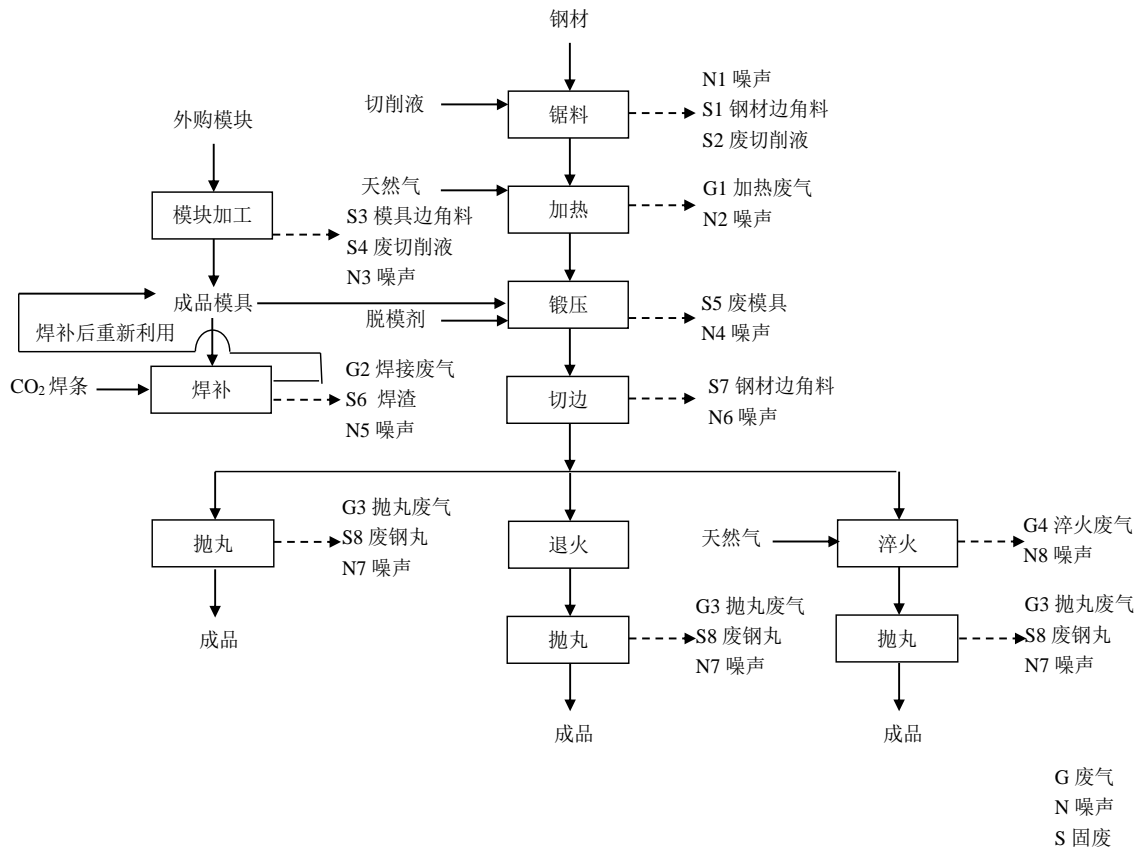 钢材
切削液
锯料
N1 噪声
S1 钢材边角料
S2 废切削液
外购模块
天然气
加热
G1 加热废气
N2 噪声
模块加工
S3 模具边角料
S4 废切削液
N3 噪声
成品模具
脱模剂
锻压
S5 废模具
N4 噪声
焊补后重新利用
CO₂ 焊条
焊补
G2 焊接废气
S6 焊渣
N5 噪声
切边
S7 钢材边角料
N6 噪声
抛丸
G3 抛丸废气
S8 废钢丸
N7 噪声
成品
退火
天然气
淬火
G4 淬火废气
N8 噪声
抛丸
G3 抛丸废气
S8 废钢丸
N7 噪声
抛丸
G3 抛丸废气
S8 废钢丸
N7 噪声
成品
成品
G 废气
N 噪声
S 固废